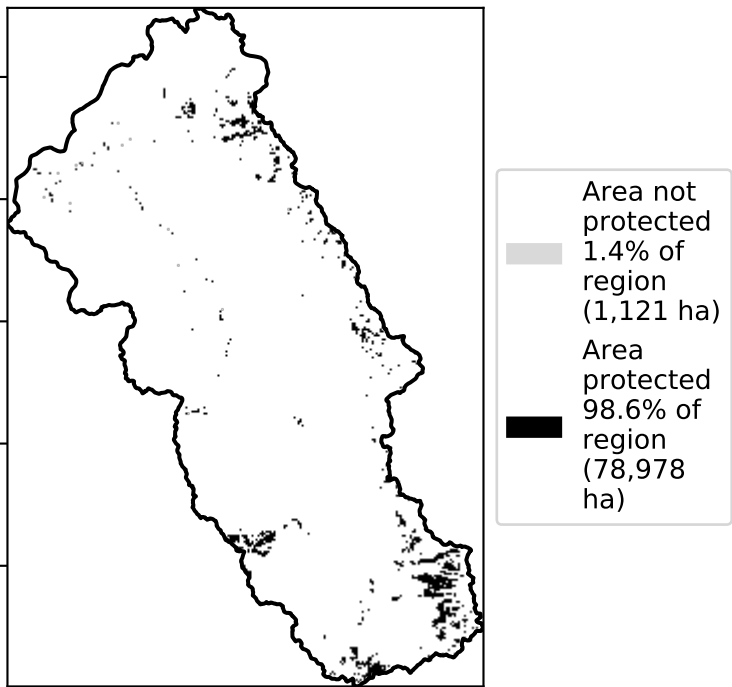 Area not
protected
1.4% of
region
(1,121 ha)
Area
protected
98.6% of
region
(78,978
ha)